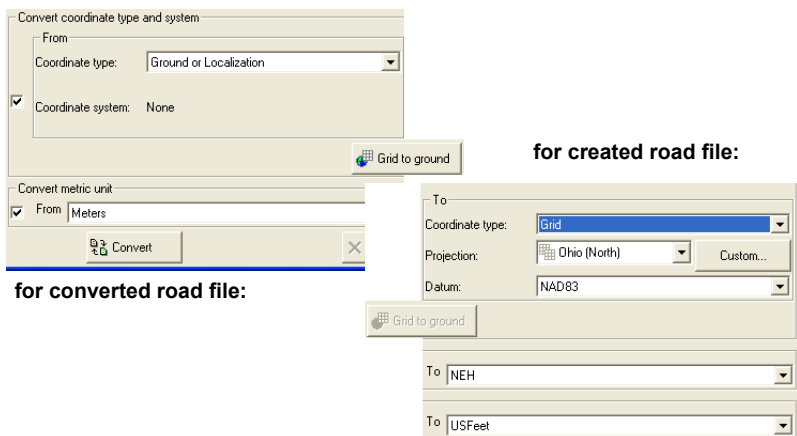 Convert coordinate type and system
From
Coordinate type: Ground or Localization
Coordinate system: None
Grid to ground
Convert metric unit
From Meters
Convert
for converted road file:
for created road file:
To
Coordinate type: Grid
Projection: Ohio (North) Custom...
Datum: NAD83
Grid to ground
To NEH
To USFeet